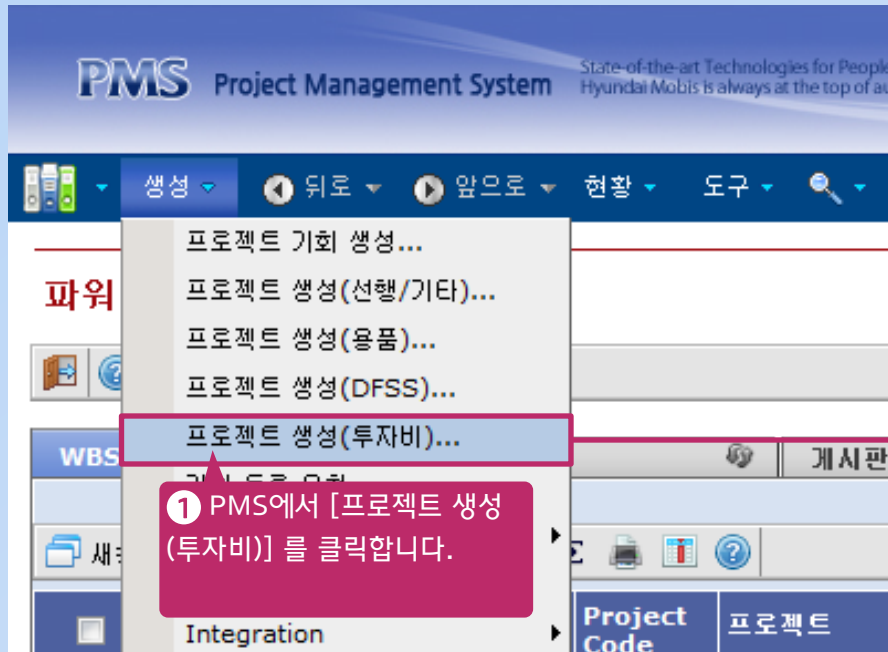 PMS Project Management System
State-of-the-art Technologies for People
Hyundai Mobis is always at the top of
생성 뒤로 앞으로 현황 도구
프로젝트 기회 생성...
파워
프로젝트 생성(선행/기타)...
프로젝트 생성(용품)...
프로젝트 생성(DFSS)...
프로젝트 생성(투자비)...
WBS
게시판
① PMS에서 [프로젝트 생성
(투자비)] 를 클릭합니다.
Integration
Project
Code
프로젝트